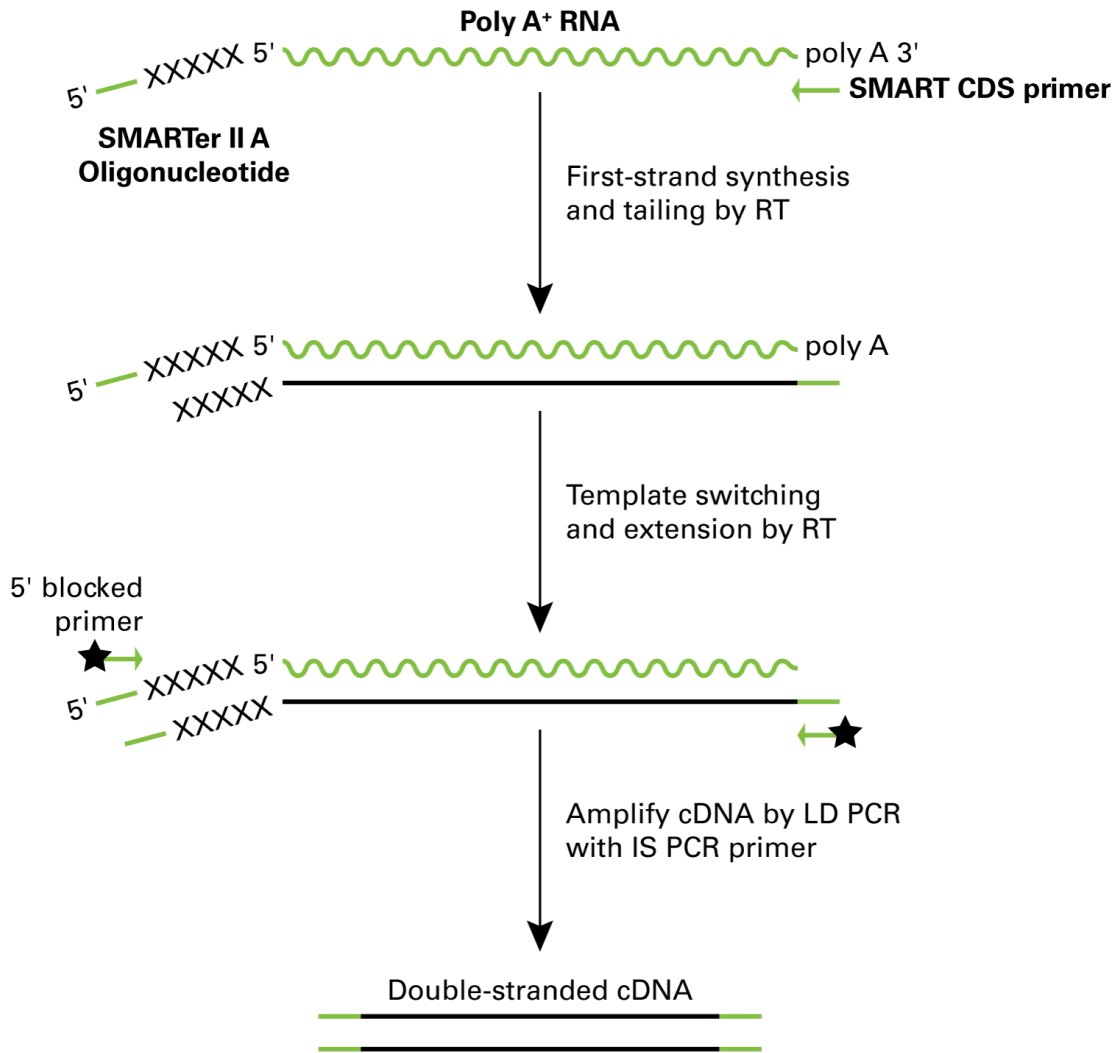 Poly A⁺ RNA
5' XXXXX 5' poly A 3'
SMART CDS primer
SMARTer II A
Oligonucleotide
First-strand synthesis
and tailing by RT
5' XXXXX 5' poly A
XXXXX
Template switching
and extension by RT
5' blocked
primer
5' XXXXX 5'
XXXXX
Amplify cDNA by LD PCR
with IS PCR primer
Double-stranded cDNA